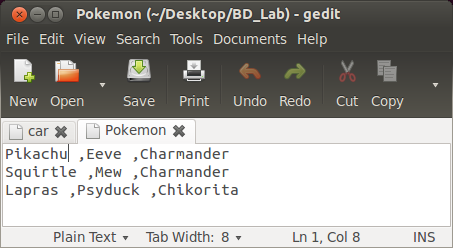 Pokemon (~/Desktop/BD_Lab) - gedit
File Edit View Search Tools Documents Help
New Open Save Print Undo Redo Cut Copy
car Pokemon
Pikachu ,Eeve ,Charmander
Squirtle ,Mew ,Charmander
Lapras ,Psyduck ,Chikorita
Plain Text Tab Width: 8 Ln 1, Col 8 INS